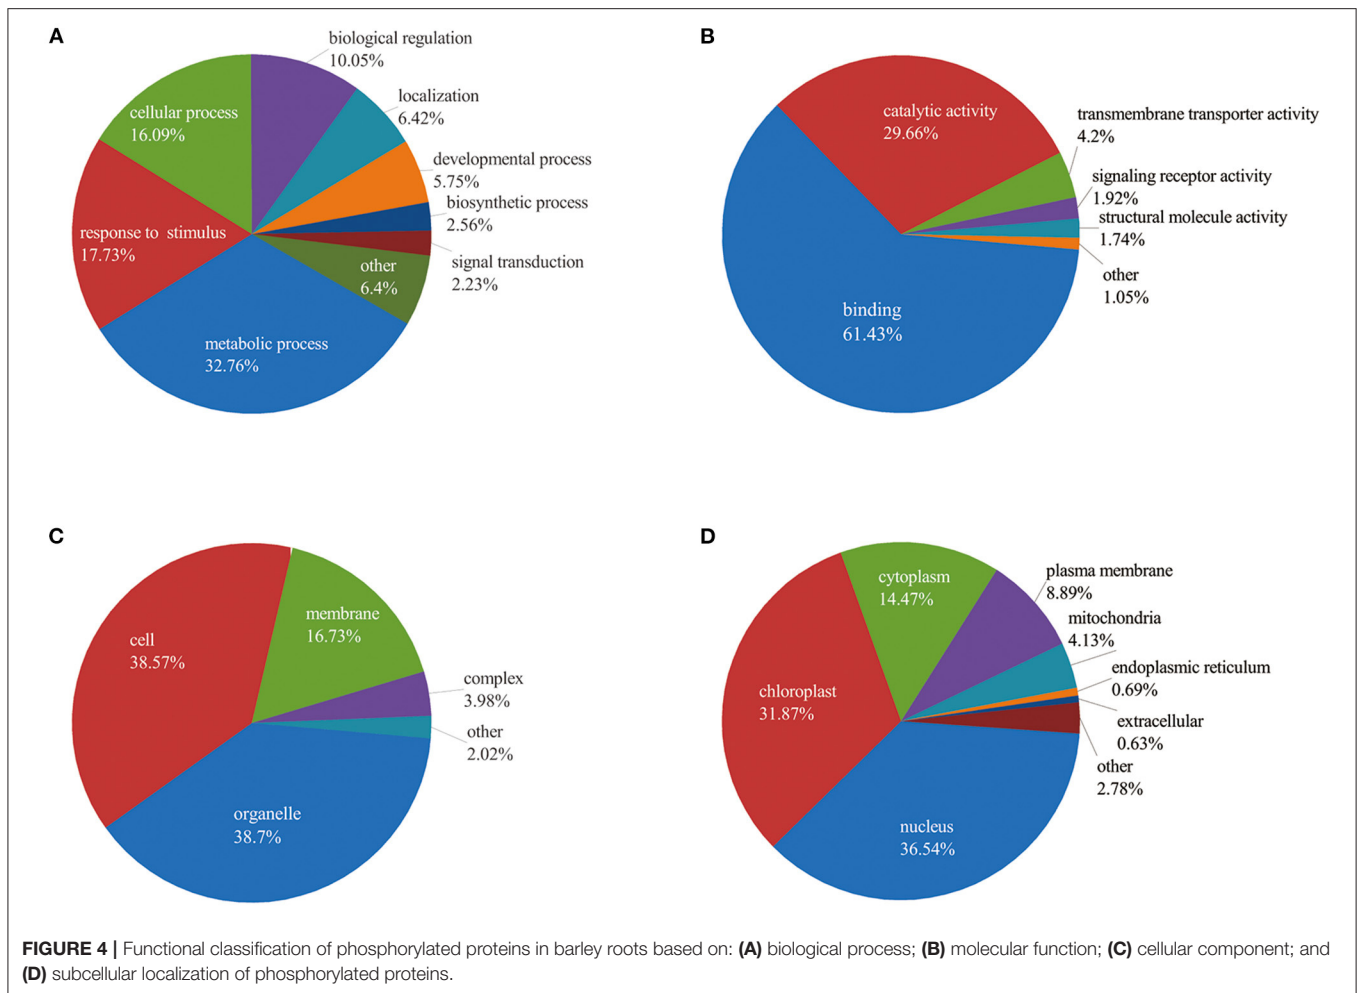 A
biological regulation
10.05%
localization
6.42%
developmental process
5.75%
biosynthetic process
2.56%
signal transduction
2.23%
other
6.4%
metabolic process
32.76%
response to stimulus
17.73%
cellular process
16.09%
B
catalytic activity
29.66%
transmembrane transporter activity
4.2%
signaling receptor activity
1.92%
structural molecule activity
1.74%
other
1.05%
binding
61.43%
C
cell
38.57%
membrane
16.73%
complex
3.98%
other
2.02%
organelle
38.7%
D
cytoplasm
14.47%
plasma membrane
8.89%
mitochondria
4.13%
endoplasmic reticulum
0.69%
extracellular
0.63%
other
2.78%
chloroplast
31.87%
nucleus
36.54%
FIGURE 4 | Functional classification of phosphorylated proteins in barley roots based on: (A) biological process; (B) molecular function; (C) cellular component; and
(D) subcellular localization of phosphorylated proteins.